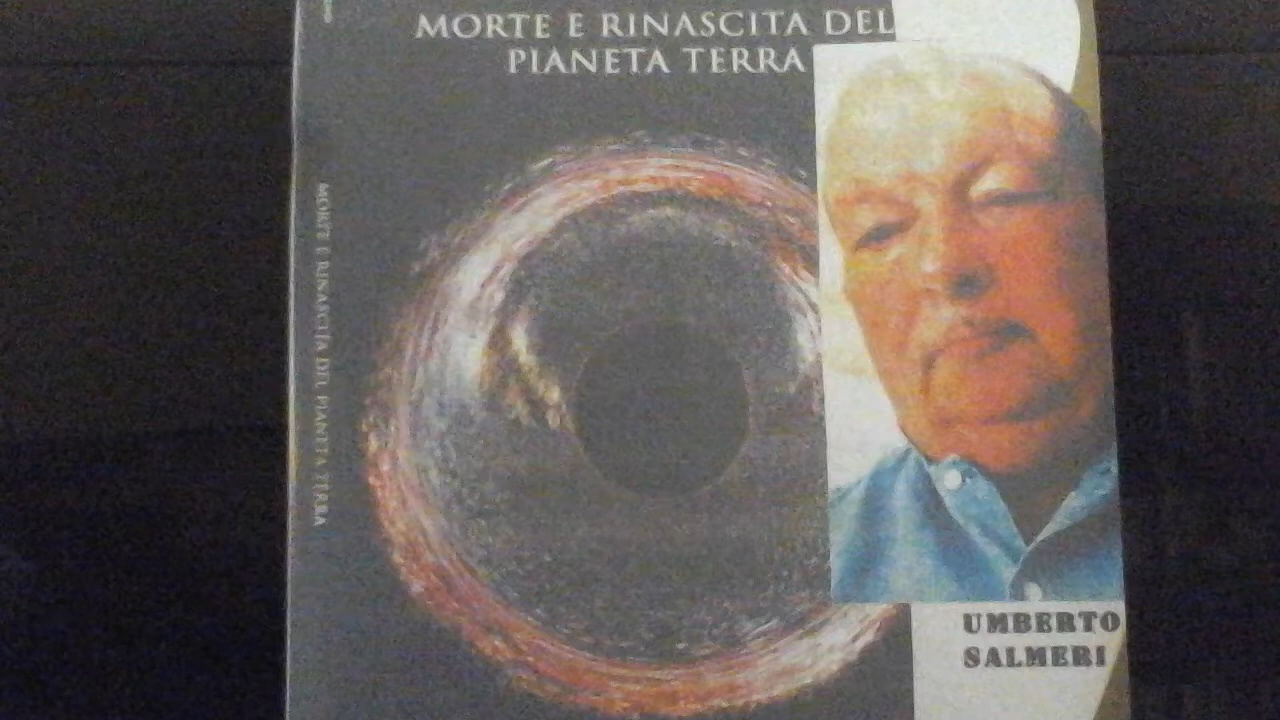 MORTE E RINASCITA DEL
PIANETA TERRA
MORTE E RINASCITA DEL PIANETA TERRA
UMBERTO
SALMERI